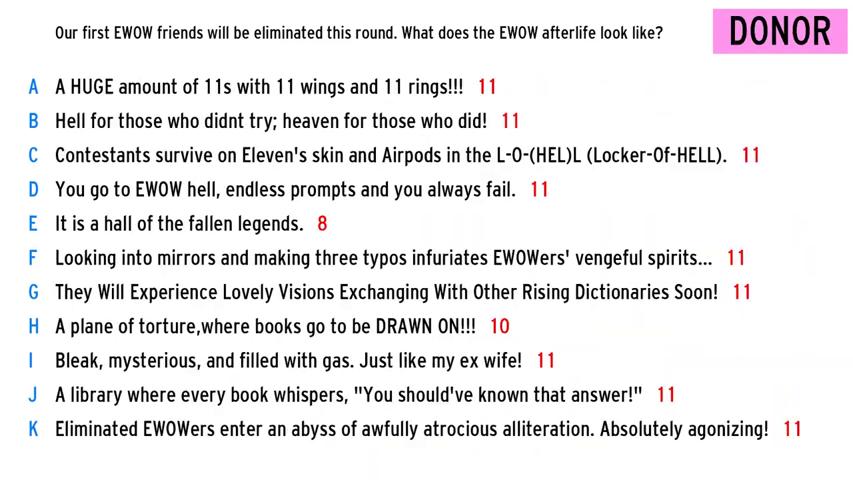 Our first EWOW friends will be eliminated this round. What does the EWOW afterlife look like?
DONOR
A A HUGE amount of 11s with 11 wings and 11 rings!!! 11
B Hell for those who didnt try; heaven for those who did! 11
C Contestants survive on Eleven's skin and Airpods in the L-O-(HEL)L (Locker-Of-HELL). 11
D You go to EWOW hell, endless prompts and you always fail. 11
E It is a hall of the fallen legends. 8
F Looking into mirrors and making three typos infuriates EWOWers' vengeful spirits... 11
G They Will Experience Lovely Visions Exchanging With Other Rising Dictionaries Soon! 11
H A plane of torture,where books go to be DRAWN ON!!! 10
I Bleak, mysterious, and filled with gas. Just like my ex wife! 11
J A library where every book whispers, "You should've known that answer!" 11
K Eliminated EWOWers enter an abyss of awfully atrocious alliteration. Absolutely agonizing! 11